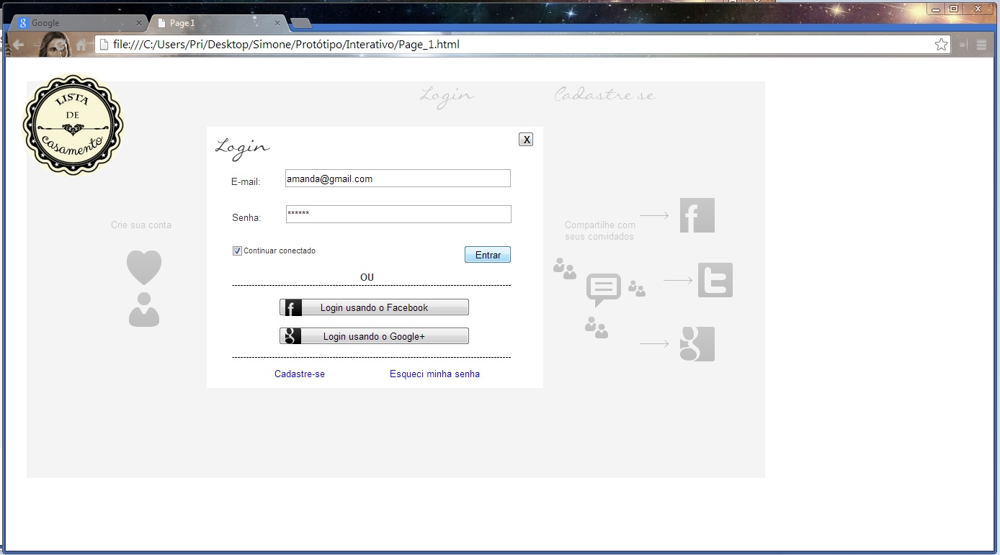 Google
Page 1
file:///C:/Users/Pri/Desktop/Simone/Protótipo/Interativo/Page_1.html
LISTA
DE
casamento
Login
Cadastre se
Login
X
E-mail:
amanda@gmail.com
Senha:
******
Continuar conectado
Entrar
OU
Login usando o Facebook
Login usando o Google+
Cadastre-se
Esqueci minha senha
Crie sua conta
Compartilhe com
seus convidados